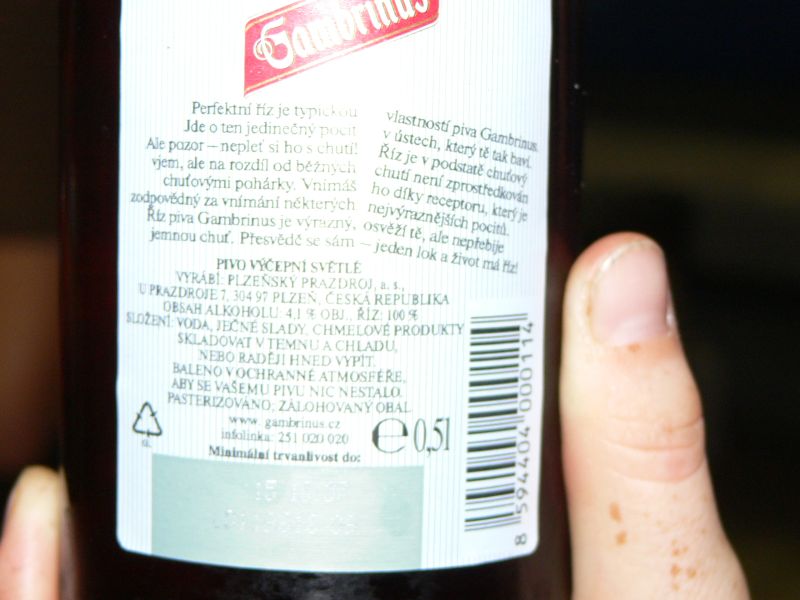 Gambrinus
Perfektní říz je typickou vlastností piva Gambrinus.
Jde o ten jedinečný pocit v ústech, který tě tak baví.
Ale pozor – nepleť si ho s chutí! Říz je v podstatě chuťový
vjem, ale na rozdíl od běžných chutí není zprostředkován
chuťovými pohárky. Vnímáš ho díky receptoru, který je
zodpovědný za vnímání některých nejvýraznějších pocitů.
Říz piva Gambrinus je výrazný, osvěží tě, ale nepřebije
jemnou chuť. Přesvědč se sám – jeden lok a život má říz!
PIVO VÝČEPNÍ SVĚTLÉ
VYRÁBÍ: PLZEŇSKÝ PRAZDROJ, a. s.,
U PRAZDROJE 7, 304 97 PLZEŇ, ČESKÁ REPUBLIKA
OBSAH ALKOHOLU: 4,1 % OBJ., ŘÍZ: 100 %
SLOŽENÍ: VODA, JEČNÉ SLADY, CHMELOVÉ PRODUKTY
SKLADOVAT V TEMNU A CHLADU,
NEBO RADĚJI HNED VYPÍT.
BALENO V OCHRANNÉ ATMOSFÉŘE,
ABY SE VAŠEMU PIVU NIC NESTALO.
PASTERIZOVÁNO, ZÁLOHOVANÝ OBAL
www.gambrinus.cz
infolinka: 251 020 020
℮ 0,5l
Minimální trvanlivost do:
8 594404 000114